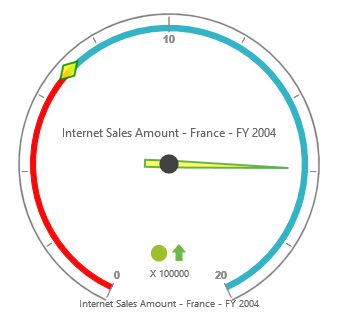 10
Internet Sales Amount - France - FY 2004
0
20
X 100000
Internet Sales Amount - France - FY 2004